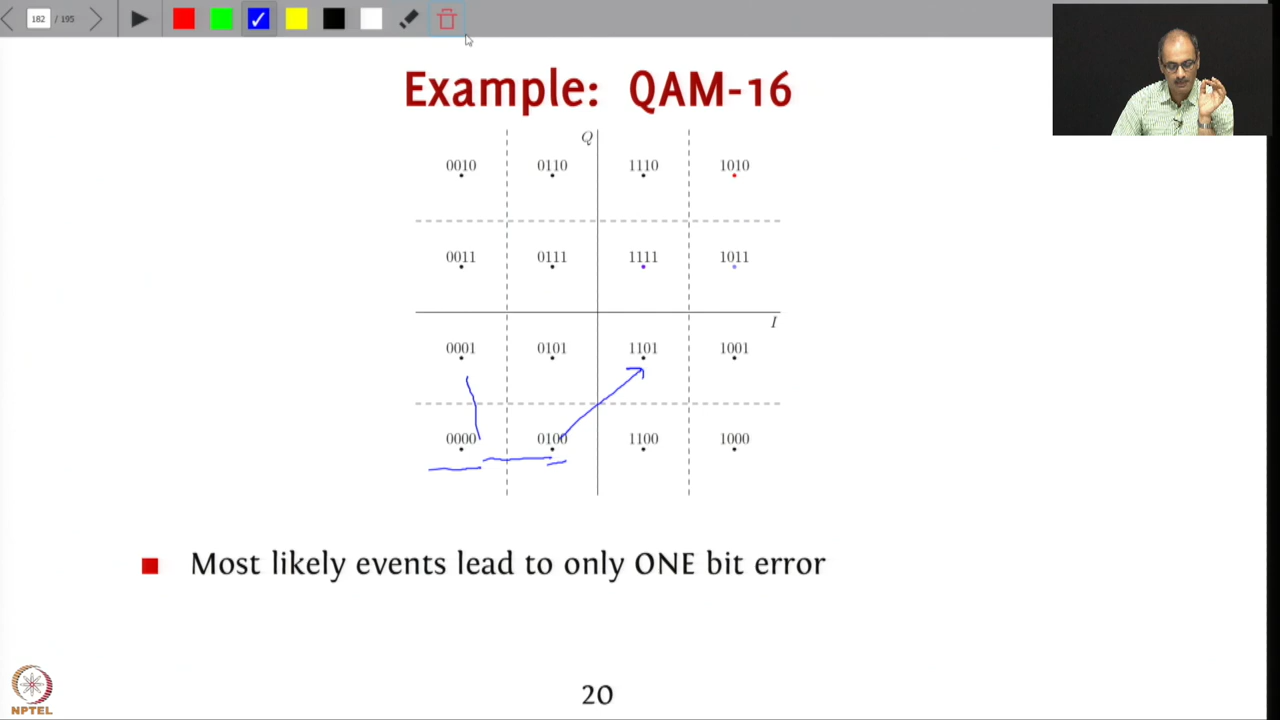 182 / 195
Example: QAM-16
Q
0010 0110 1110 1010
0011 0111 1111 1011
I
0001 0101 1101 1001
0000 0100 1100 1000
Most likely events lead to only ONE bit error
NPTEL
20